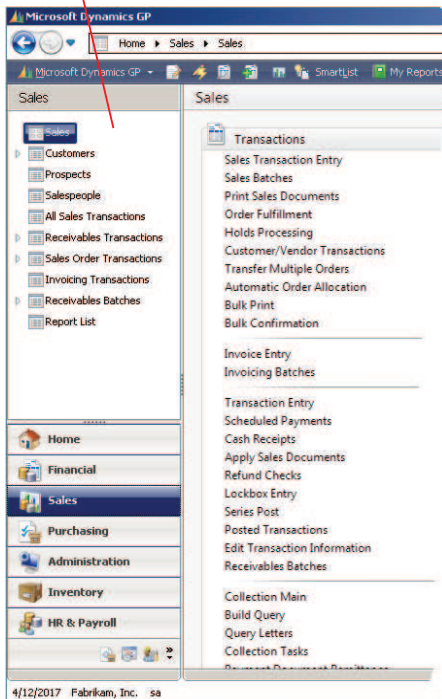 Microsoft Dynamics GP
Home ▸ Sales ▸ Sales
Microsoft Dynamics GP
SmartList
My Reports
Sales
Sales
Customers
Prospects
Salespeople
All Sales Transactions
Receivables Transactions
Sales Order Transactions
Invoicing Transactions
Receivables Batches
Report List
Home
Financial
Sales
Purchasing
Administration
Inventory
HR & Payroll
Sales
Transactions
Sales Transaction Entry
Sales Batches
Print Sales Documents
Order Fulfillment
Holds Processing
Customer/Vendor Transactions
Transfer Multiple Orders
Automatic Order Allocation
Bulk Print
Bulk Confirmation
Invoice Entry
Invoicing Batches
Transaction Entry
Scheduled Payments
Cash Receipts
Apply Sales Documents
Refund Checks
Lockbox Entry
Series Post
Posted Transactions
Edit Transaction Information
Receivables Batches
Collection Main
Build Query
Query Letters
Collection Tasks
4/12/2017 Fabrikam, Inc. sa